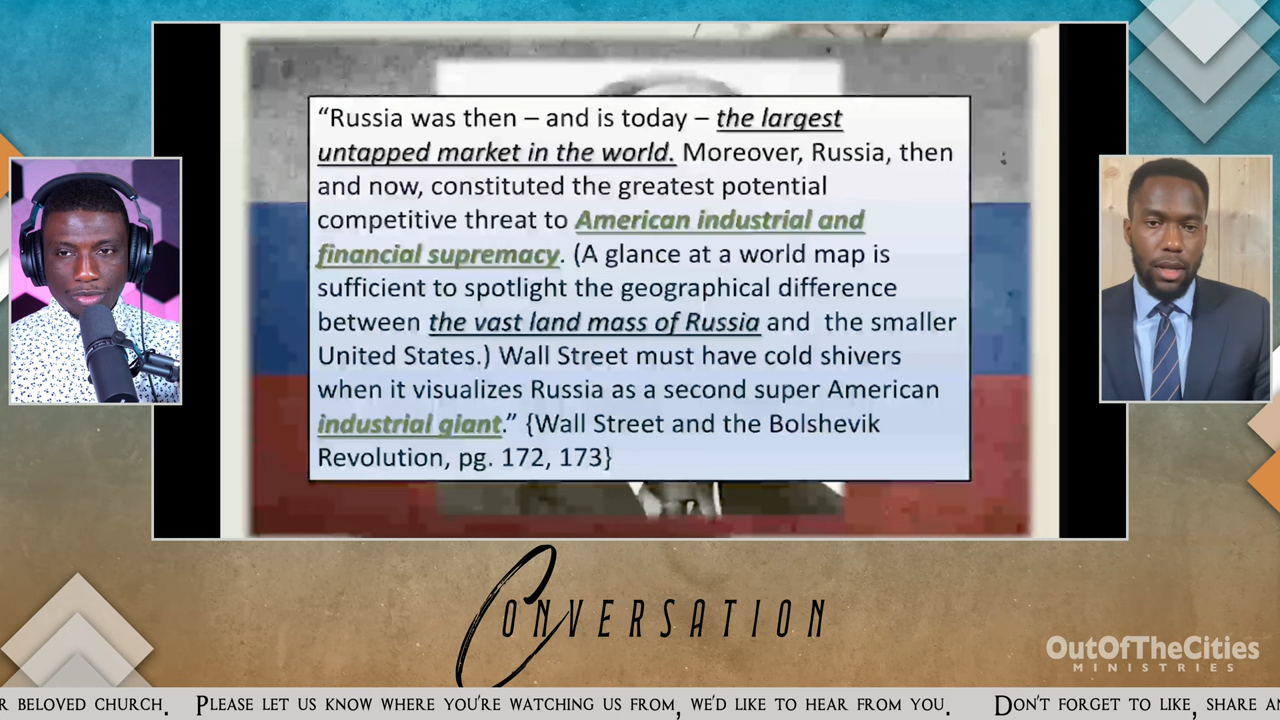 “Russia was then – and is today – the largest
untapped market in the world. Moreover, Russia, then
and now, constituted the greatest potential
competitive threat to American industrial and
financial supremacy. (A glance at a world map is
sufficient to spotlight the geographical difference
between the vast land mass of Russia and the smaller
United States.) Wall Street must have cold shivers
when it visualizes Russia as a second super American
industrial giant.” {Wall Street and the Bolshevik
Revolution, pg. 172, 173}
Conversation
OutOfTheCities
MINISTRIES
BELOVED CHURCH. PLEASE LET US KNOW WHERE YOU'RE WATCHING US FROM, WE'D LIKE TO HEAR FROM YOU. DON'T FORGET TO LIKE, SHARE